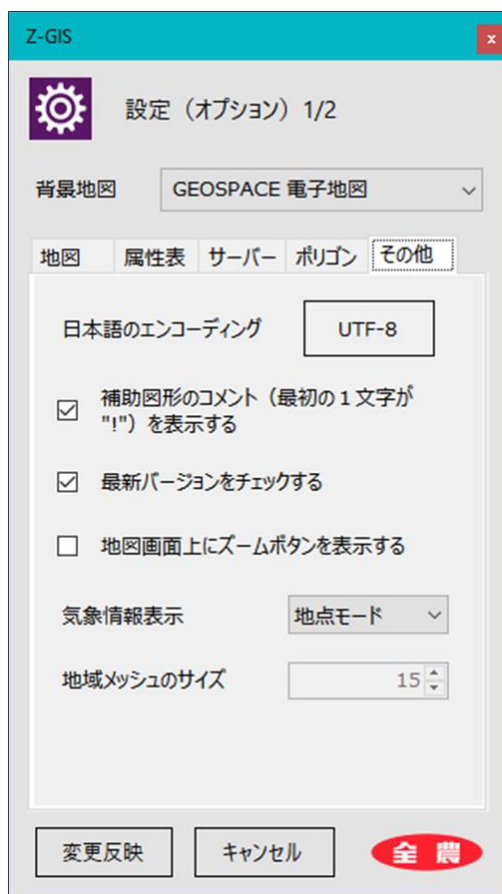 Z-GIS
x
設定（オプション）1/2
背景地図 GEOSPACE 電子地図
地図 属性表 サーバー ポリゴン その他
日本語のエンコーディング UTF-8
補助図形のコメント（最初の１文字が
"!"）を表示する
最新バージョンをチェックする
地図画面上にズームボタンを表示する
気象情報表示 地点モード
地域メッシュのサイズ 15
変更反映 キャンセル 全農